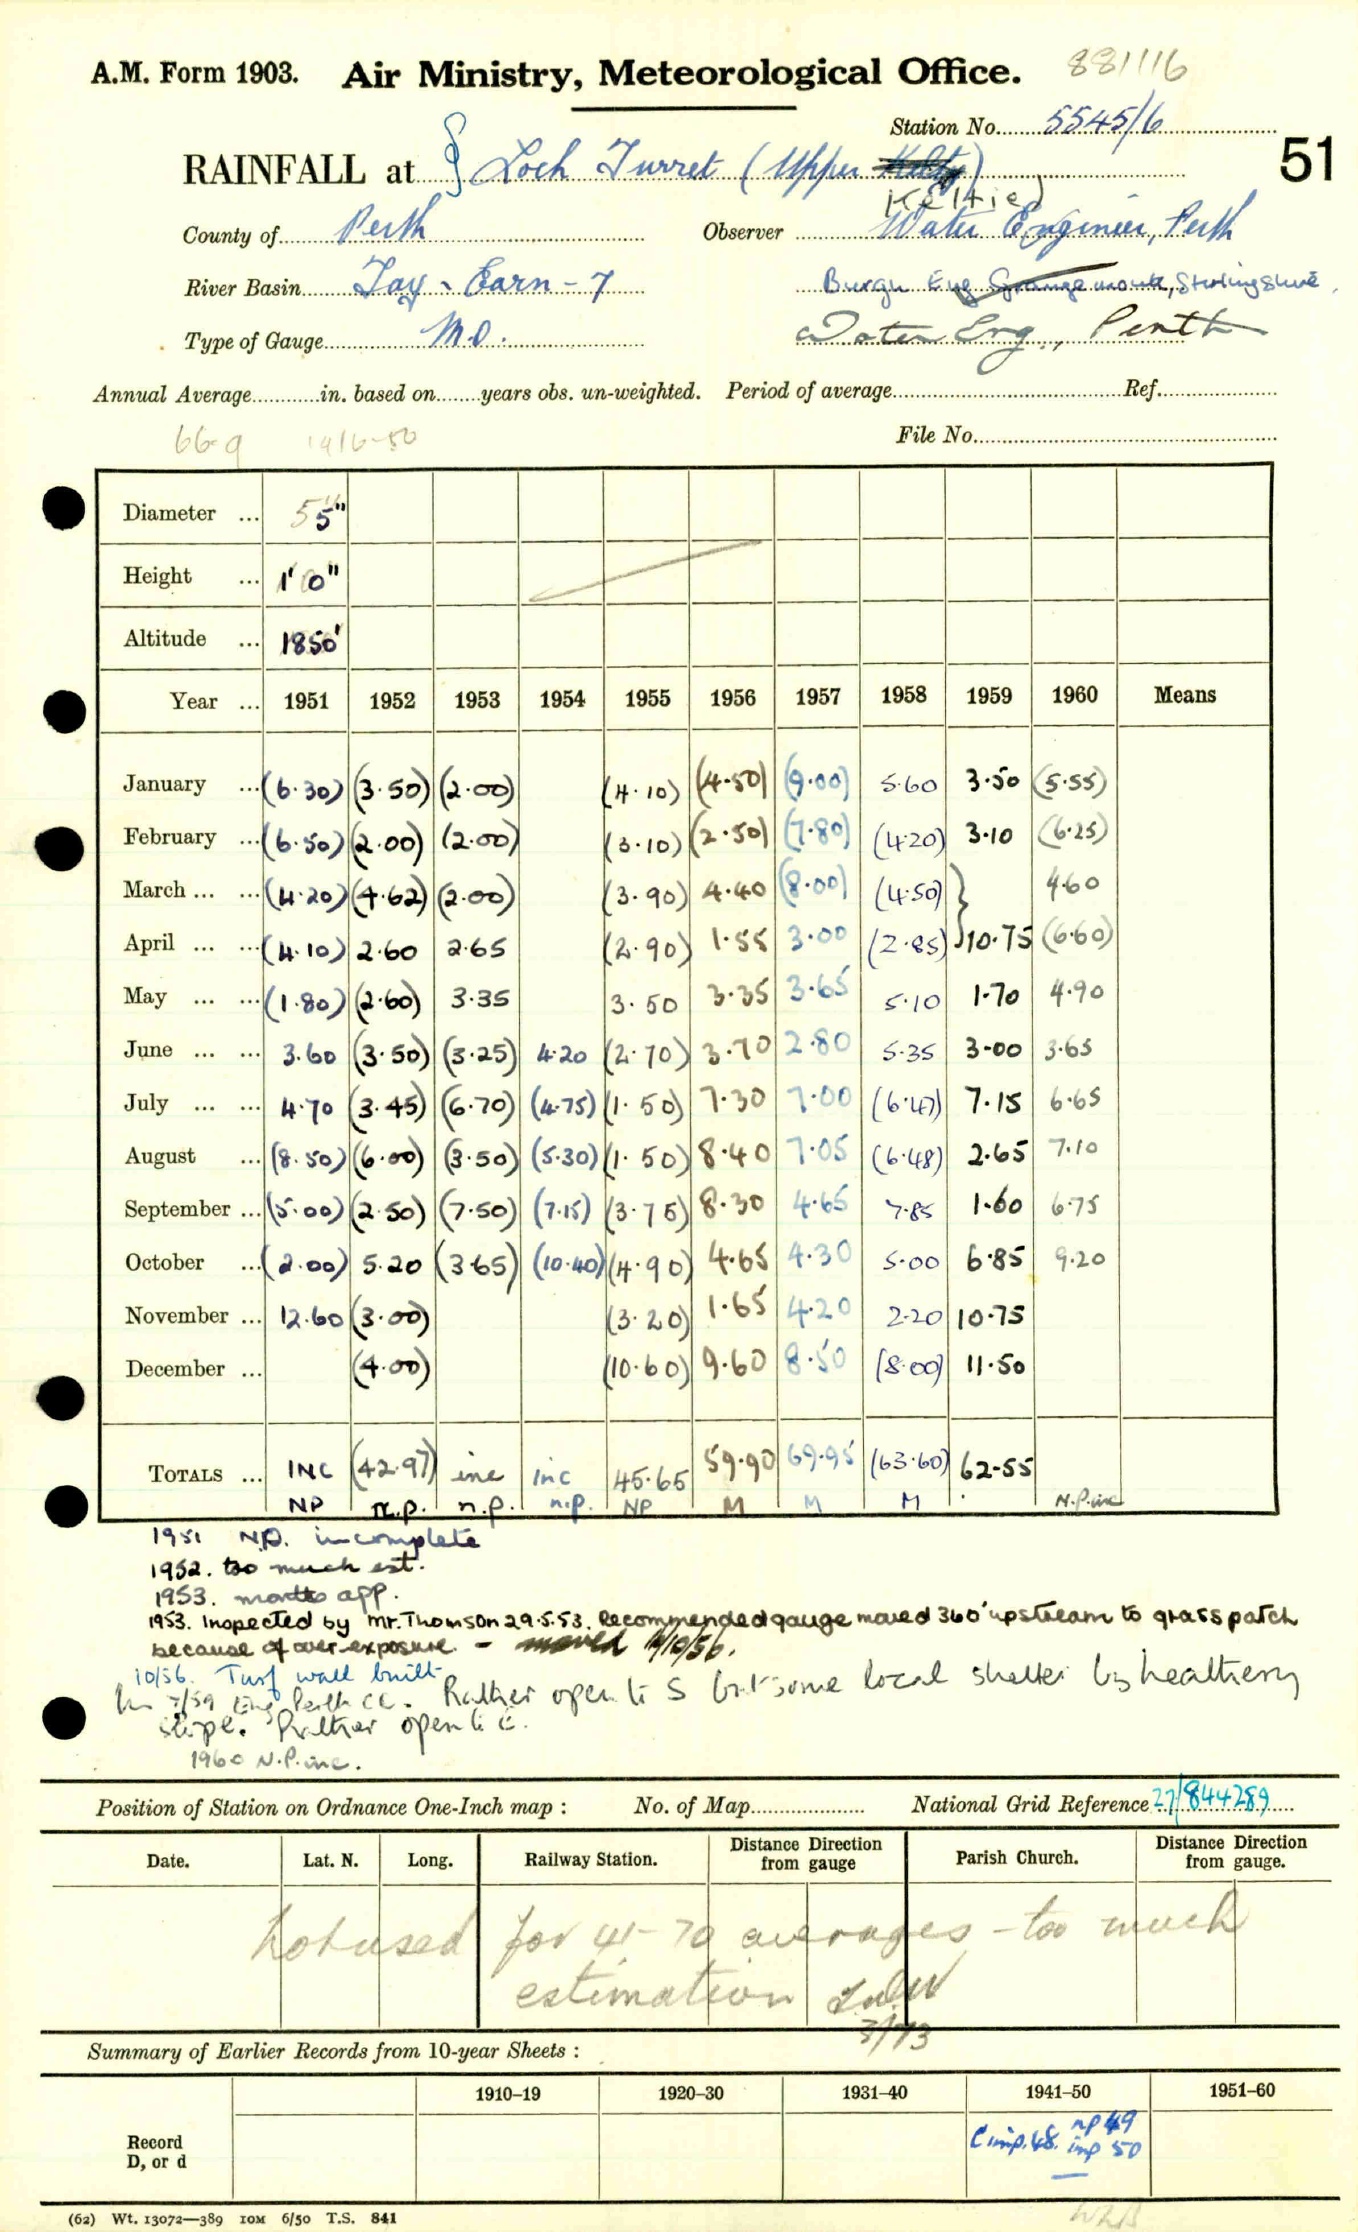 A.M. Form 1903. Air Ministry, Meteorological Office. 881116
Station No. 5545/6
RAINFALL at § Loch Turret (Upper Keltie) 51
County of Perth Observer Water Engineer, Perth
River Basin Tay - Earn - 7 Burgh Eng Grangemouth, Stirlingshire.
Type of Gauge M.O. Water Eng., Perth
Annual Average in. based on years obs. un-weighted. Period of average Ref.
66.9 1916-50 File No.
Diameter ... 5"
Height ... 1' 0"
Altitude ... 1850'
Year ... 1951 1952 1953 1954 1955 1956 1957 1958 1959 1960 Means
January ... (6.30) (3.50) (2.00) (4.10) (4.50) (9.00) 5.60 3.50 (5.55)
February ... (6.50) (2.00) (2.00) (3.10) (2.50) (7.80) (4.20) 3.10 (6.25)
March ... ... (4.20) (4.62) (2.00) (3.90) 4.40 (8.00) (4.50) } 4.60
April ... ... (4.10) 2.60 2.65 (2.90) 1.55 3.00 (2.85) 10.75 (6.60)
May ... ... (1.80) (2.60) 3.35 3.50 3.35 3.65 5.10 1.70 4.90
June ... ... 3.60 (3.50) (3.25) 4.20 (2.70) 3.70 2.80 5.35 3.00 3.65
July ... ... 4.70 (3.45) (6.70) (4.75) (1.50) 7.30 7.00 (6.47) 7.15 6.65
August ... (8.50) (6.00) (3.50) (5.30) (1.50) 8.40 7.05 (6.48) 2.65 7.10
September ... (5.00) (2.50) (7.50) (7.15) (3.75) 8.30 4.65 7.85 1.60 6.75
October ... (2.00) 5.20 (3.65) (10.40) (4.90) 4.65 4.30 5.00 6.85 9.20
November ... 12.60 (3.00) (3.20) 1.65 4.20 2.20 10.75
December ... (4.00) (10.60) 9.60 8.50 (8.00) 11.50
TOTALS ... INC (42.97) inc inc 45.65 59.90 69.95 (63.60) 62.55
NP n.p. n.p. n.p. NP M M M N.P. inc
1951 N.P. incomplete
1952. too much est.
1953. months app.
1953. Inspected by Mr. Thomson 29.5.53. Recommended gauge moved 360' upstream to grass patch
because of over-exposure - moved 4/10/56.
10/56. Turf wall built
7/59 Eng Perth CC. Rather open to S but some local shelter by heathery
slope. Rather open to E.
1960 N.P. inc.
Position of Station on Ordnance One-Inch map : No. of Map National Grid Reference 27/844289
Date. Lat. N. Long. Railway Station. Distance from gauge Direction Parish Church. Distance Direction from gauge.
Not used for 41-70 averages - too much
estimation
3/73
Summary of Earlier Records from 10-year Sheets :
1910–19 1920–30 1931–40 1941–50 1951–60
Record D, or d C inp. 48. np 49 inp 50
(62) Wt. 13072—389 10M 6/50 T.S. 841